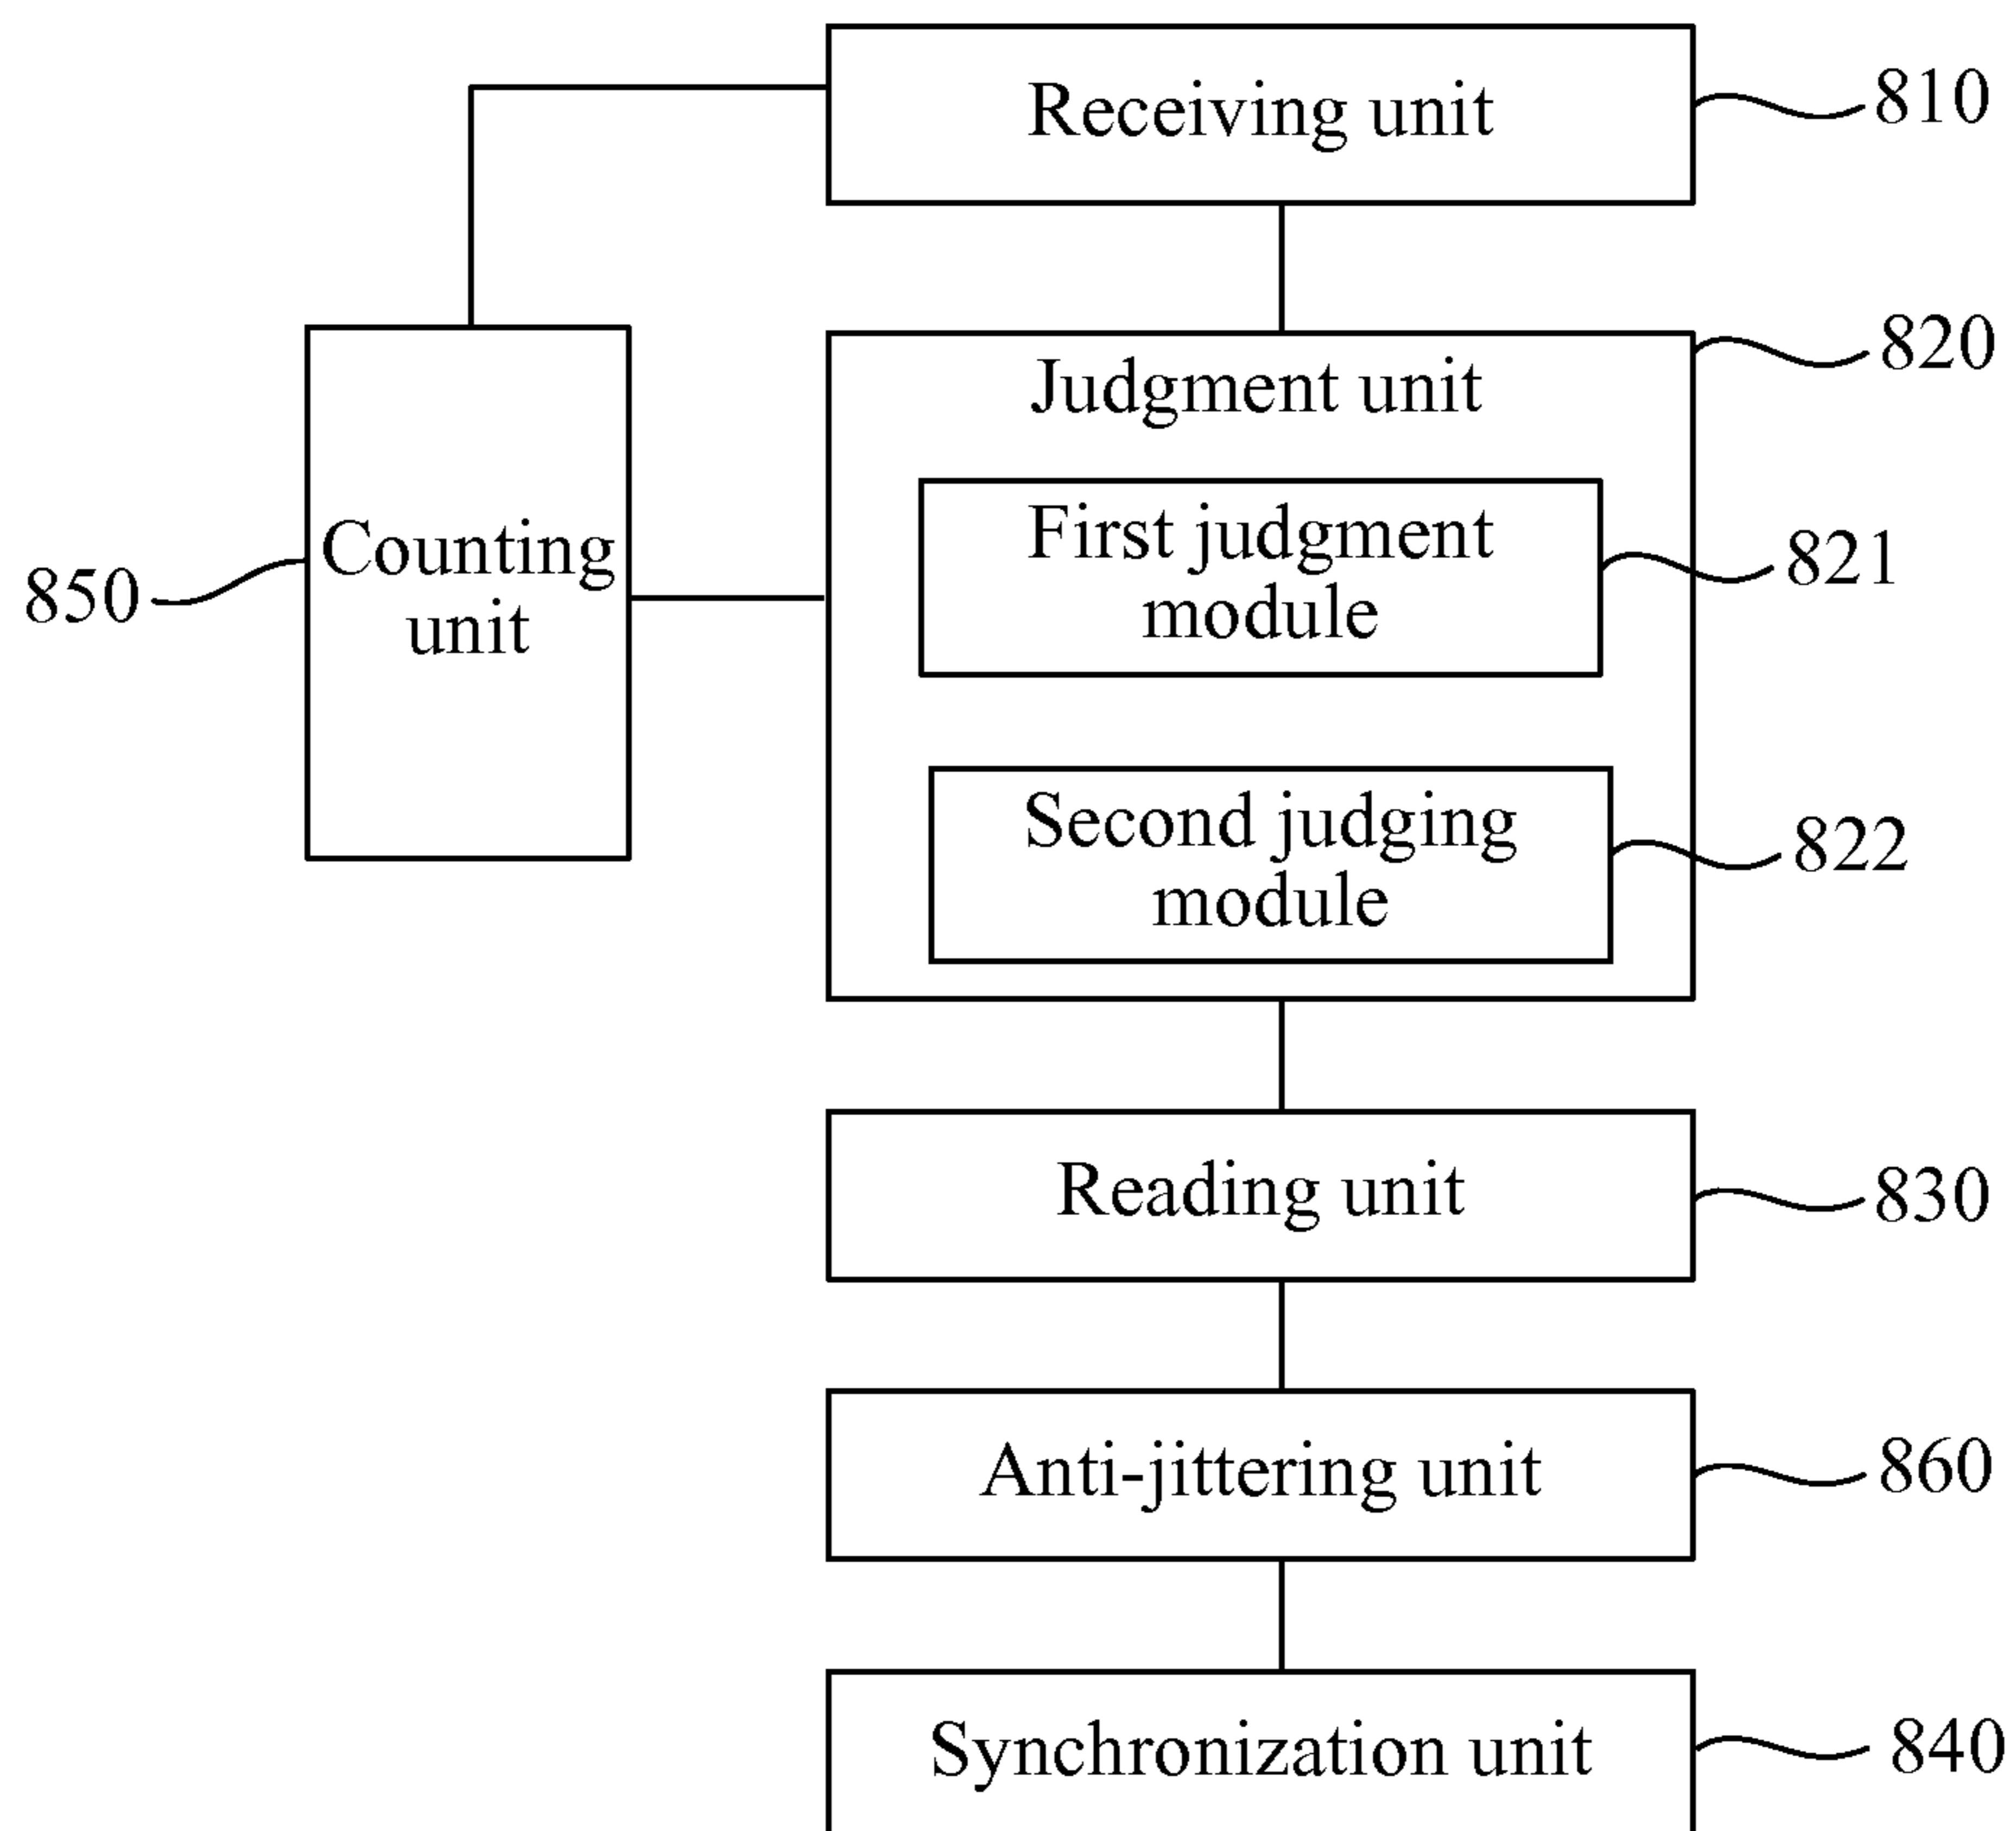 Receiving unit
810
820
Judgment unit
First judgment
module
821
Counting
unit
850
Second judging
module
822
Reading unit
830
Anti-jittering unit
860
Synchronization unit
840